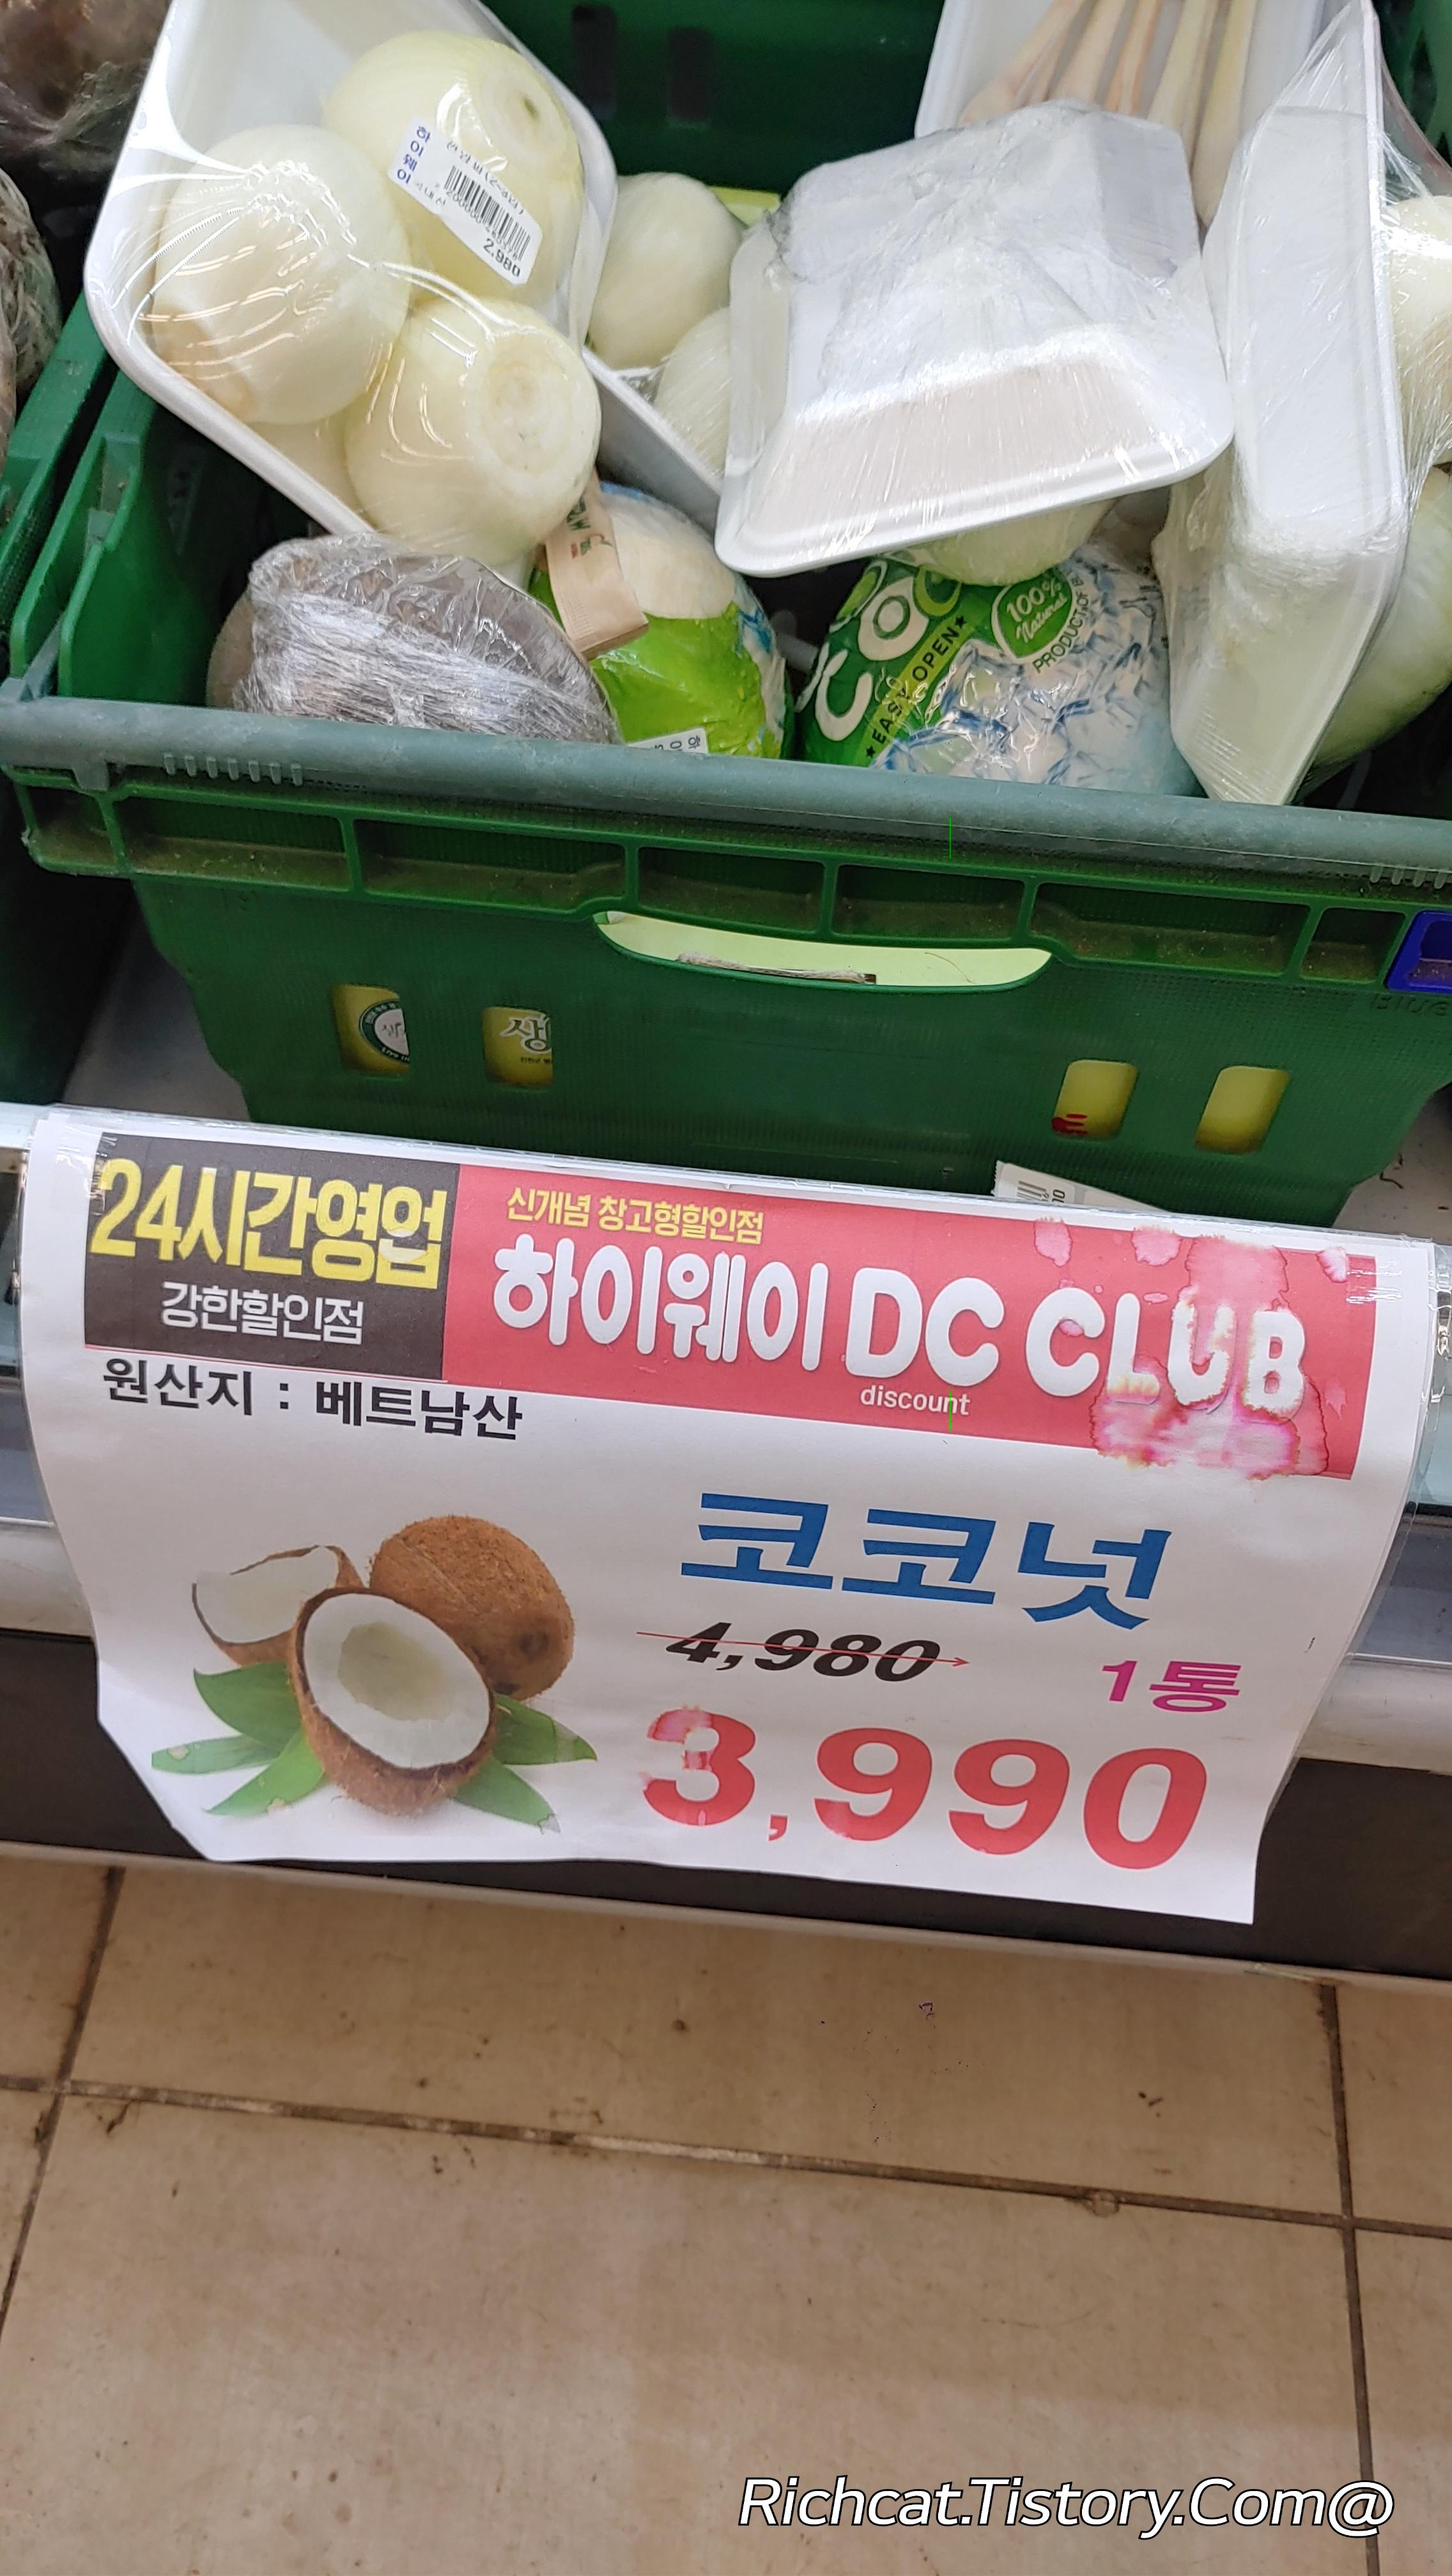 하이웨이
2,980
COCO
★EASY OPEN★
100%
Natural
생
24시간영업
강한할인점
신개념 창고형할인점
하이웨이 DC CLUB
discount
원산지 : 베트남산
코코넛
4,980
1통
3,990
Richcat.Tistory.Com@